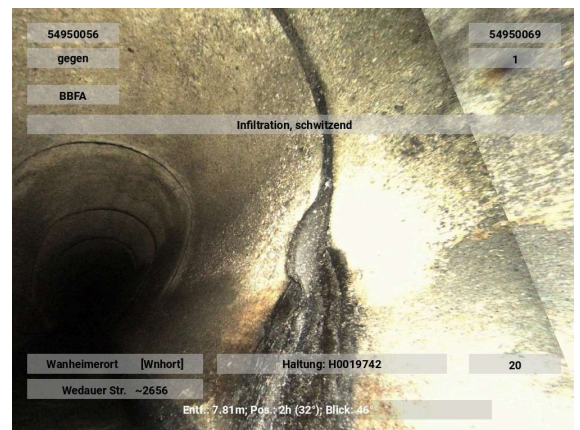 54950056 54950069
gegen 1
BBFA
Infiltration, schwitzend
Wanheimerort [Wnhort] Haltung: H0019742 20
Wedauer Str. ~2656
Entf.: 7.81m; Pos.: 2h (32°); Blick: 46°